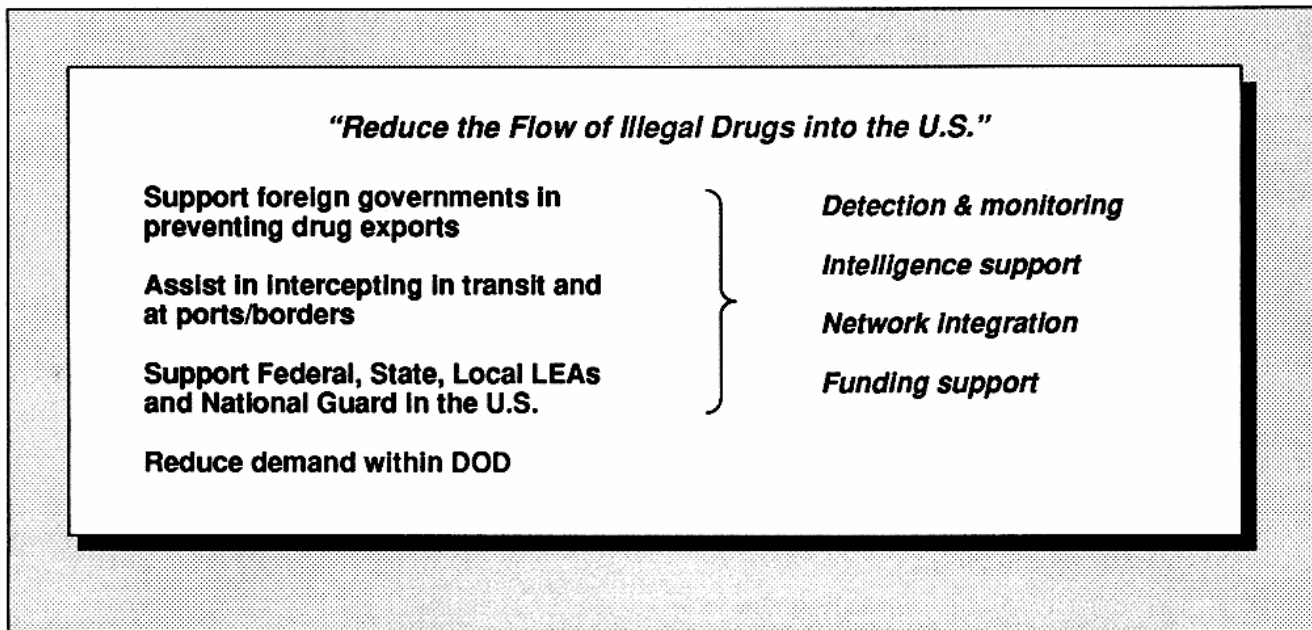 “Reduce the Flow of Illegal Drugs into the U.S.”
Support foreign governments in
preventing drug exports
Assist in intercepting in transit and
at ports/borders
Support Federal, State, Local LEAs
and National Guard in the U.S.
Reduce demand within DOD
Detection & monitoring
Intelligence support
Network integration
Funding support